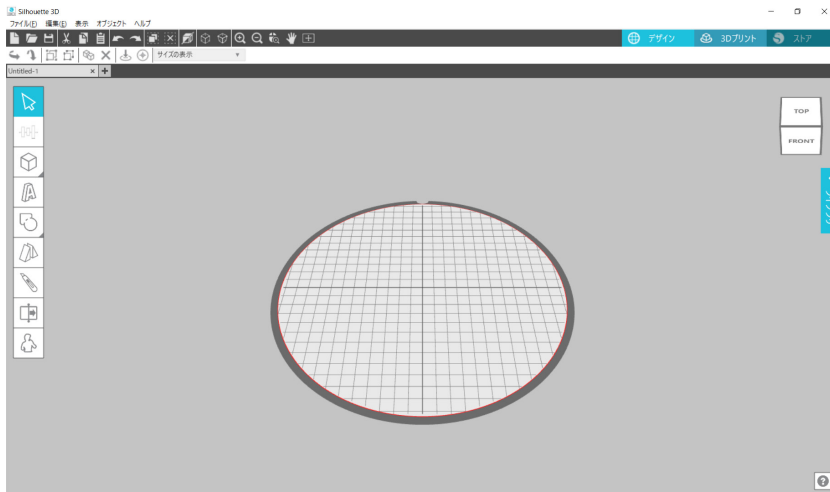 Silhouette 3D
ファイル(F) 編集(E) 表示 オブジェクト ヘルプ
デザイン 3Dプリント ストア
サイズの表示
Untitled-1
TOP
FRONT